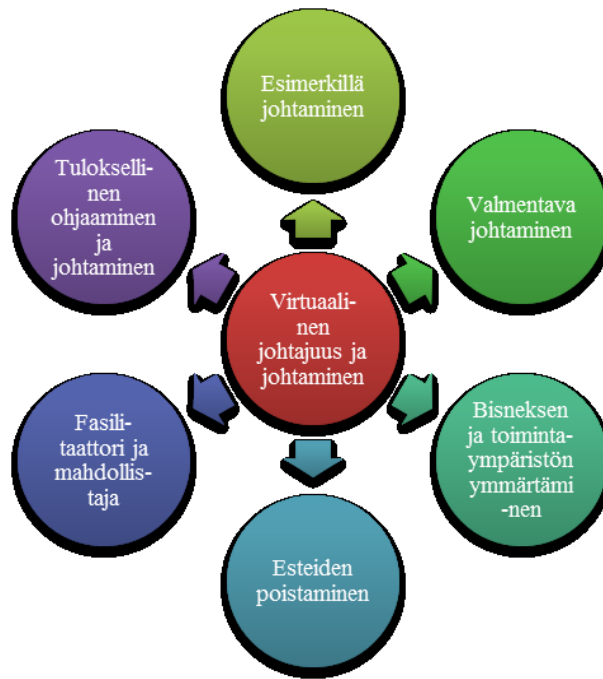 Esimerkillä
johtaminen
Tulokselli-
nen
ohjaaminen
ja
johtaminen
Valmentava
johtaminen
Virtuaali-
nen
johtajuus ja
johtaminen
Fasili-
taattori ja
mahdollis-
taja
Bisneksen
ja toiminta-
ympäristön
ymmärtämi
-nen
Esteiden
poistaminen